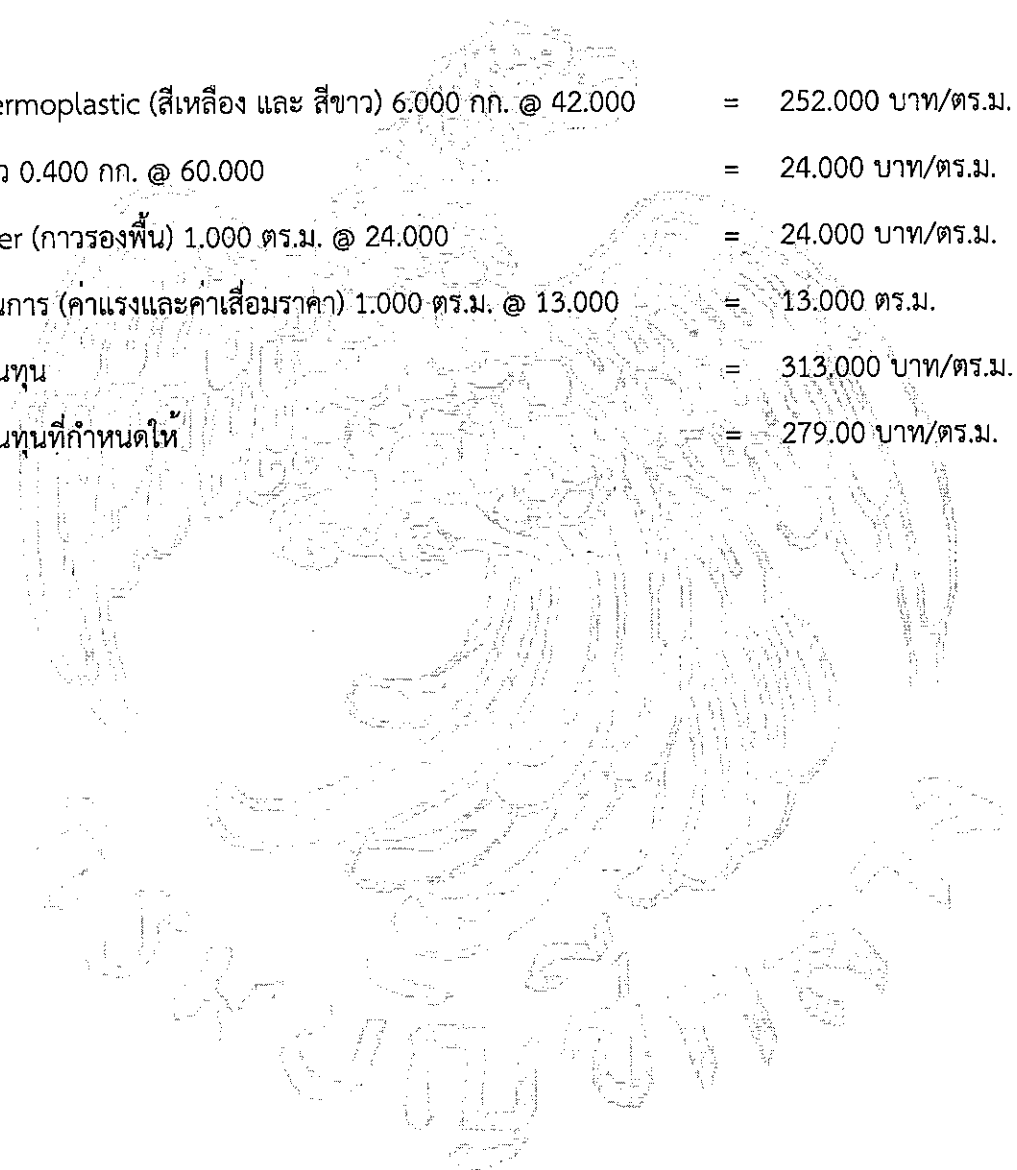 ermoplastic (สีเหลือง และ สีขาว) 6.000 กก. @ 42.000 = 252.000 บาท/ตร.ม.
ว 0.400 กก. @ 60.000 = 24.000 บาท/ตร.ม.
er (กาวรองพื้น) 1.000 ตร.ม. @ 24.000 = 24.000 บาท/ตร.ม.
นการ (ค่าแรงและค่าเสื่อมราคา) 1.000 ตร.ม. @ 13.000 = 13.000 ตร.ม.
นทุน = 313.000 บาท/ตร.ม.
นทุนที่กำหนดให้ = 279.00 บาท/ตร.ม.